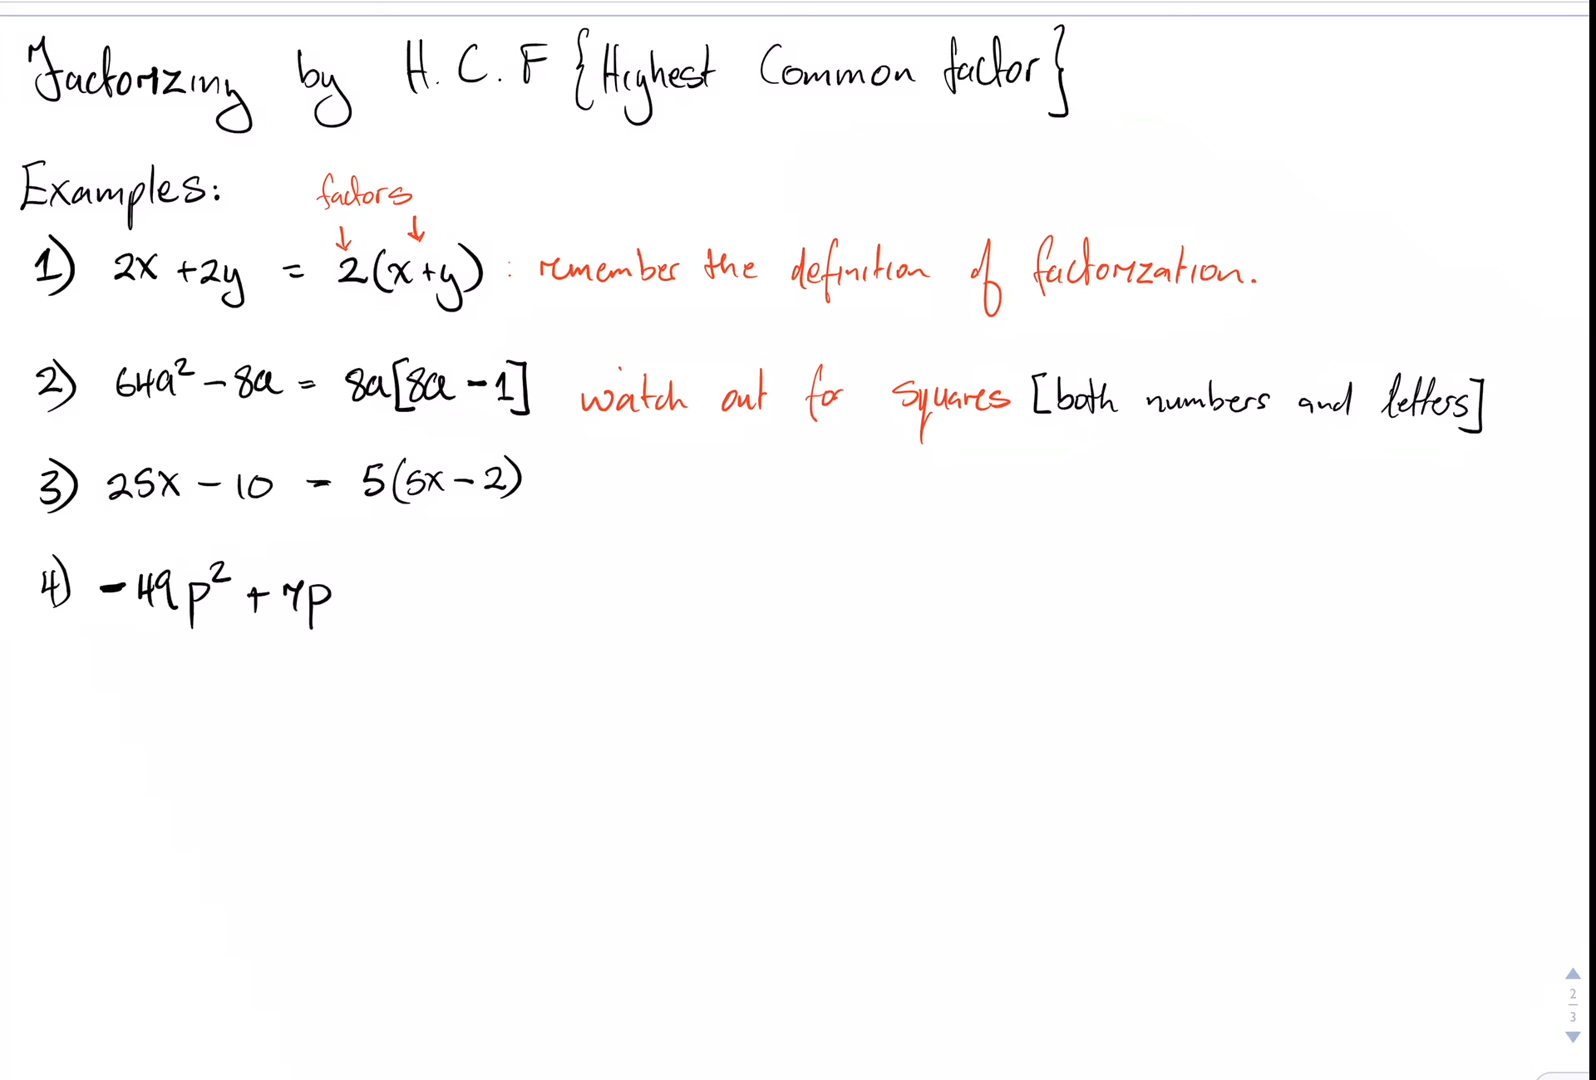 Factorizing by H.C.F {Highest Common factor}
Examples:
factors
↓ ↓
1) 2x + 2y = 2(x+y) : remember the definition of factorization.
2) 64a² - 8a = 8a[8a - 1] watch out for squares [both numbers and letters]
3) 25x - 10 - 5(5x - 2)
4) -49p² + 7p
2
3